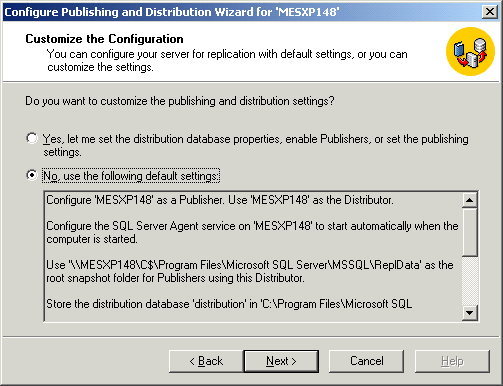 Configure Publishing and Distribution Wizard for 'MESXP148'
Customize the Configuration
You can configure your server for replication with default settings, or you can
customize the settings.
Do you want to customize the publishing and distribution settings?
Yes, let me set the distribution database properties, enable Publishers, or set the publishing
settings.
No, use the following default settings:
Configure 'MESXP148' as a Publisher. Use 'MESXP148' as the Distributor.
Configure the SQL Server Agent service on 'MESXP148' to start automatically when the
computer is started.
Use '\\MESXP148\C$\Program Files\Microsoft SQL Server\MSSQL\ReplData' as the
root snapshot folder for Publishers using this Distributor.
Store the distribution database 'distribution' in 'C:\Program Files\Microsoft SQL
< Back
Next >
Cancel
Help